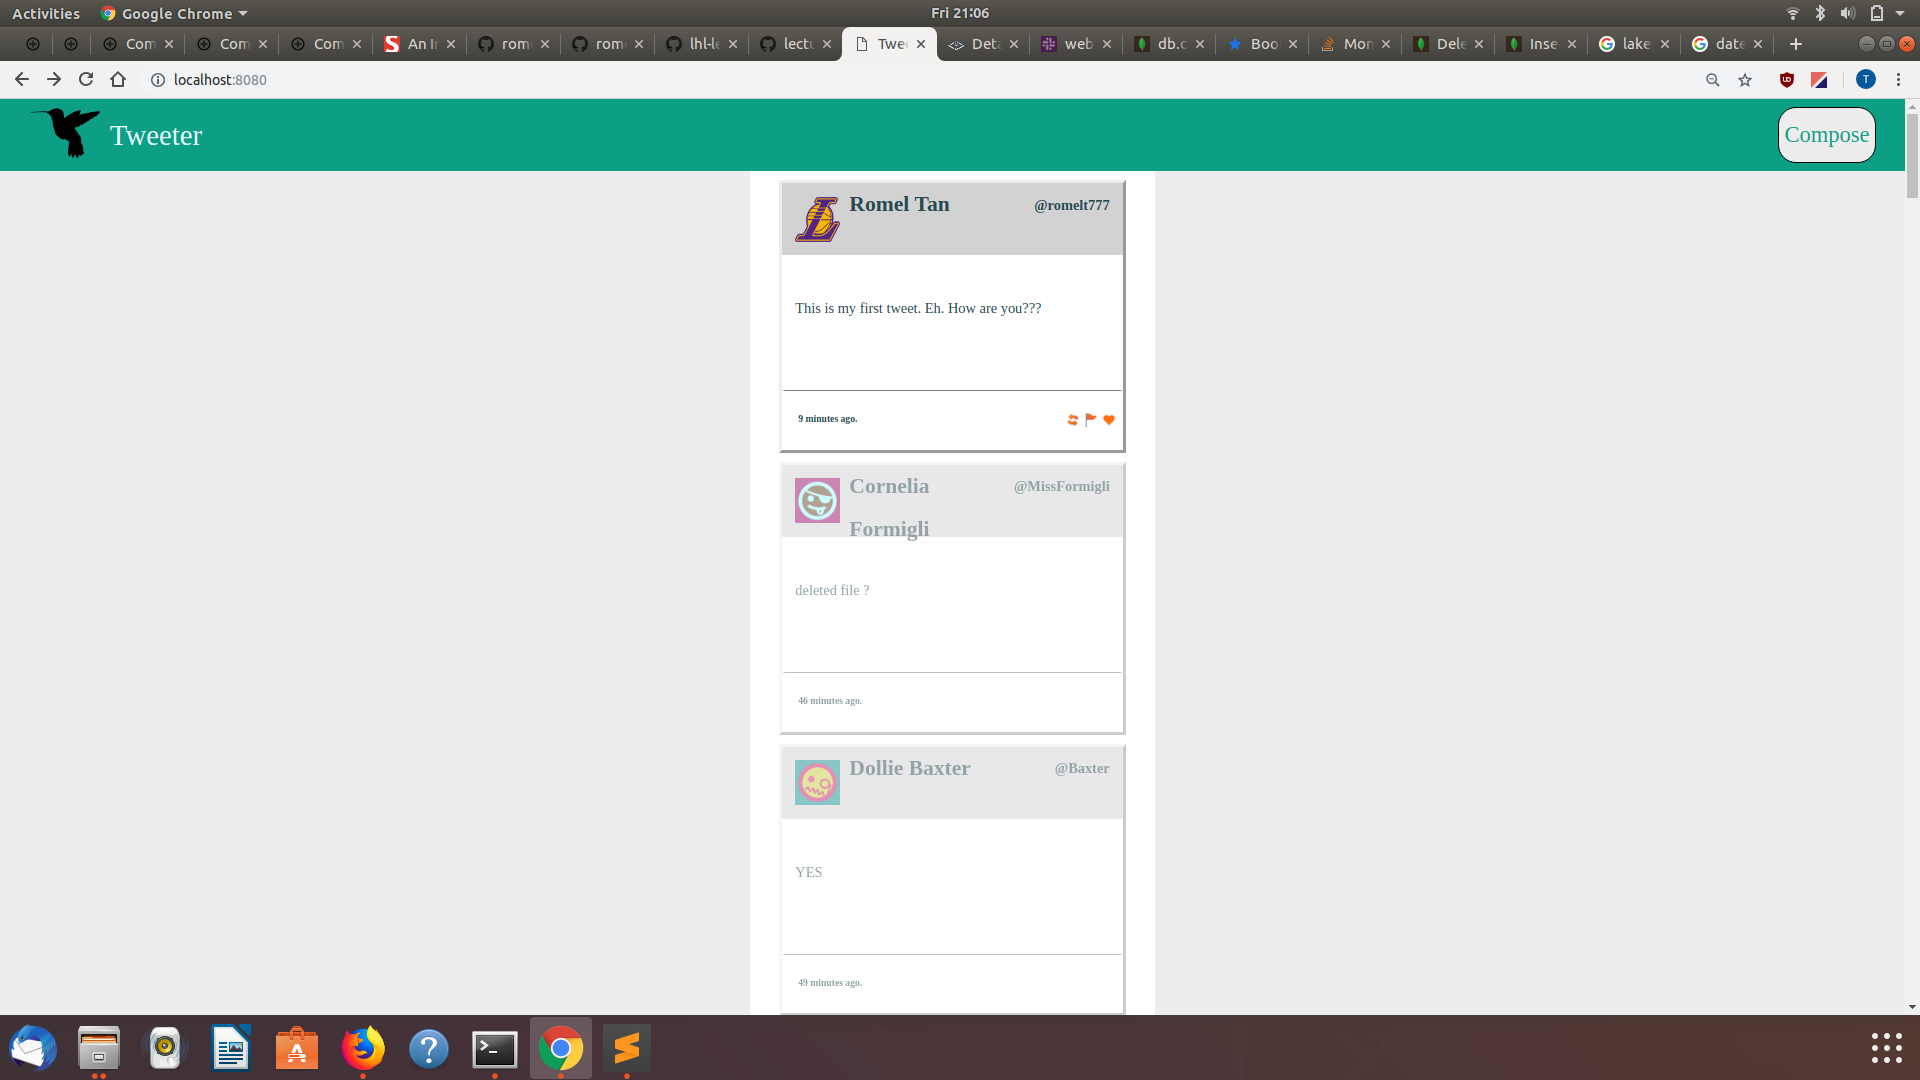 Activities Google Chrome Fri 21:06
Com Com Com An I rom rom lhl-l lect Twe Deta web db.c Boo Mon Dele Inse lake date
localhost:8080
T
Tweeter Compose
Romel Tan @romelt777
This is my first tweet. Eh. How are you???
9 minutes ago.
Cornelia @MissFormigli
Formigli
deleted file ?
46 minutes ago.
Dollie Baxter @Baxter
YES
49 minutes ago.